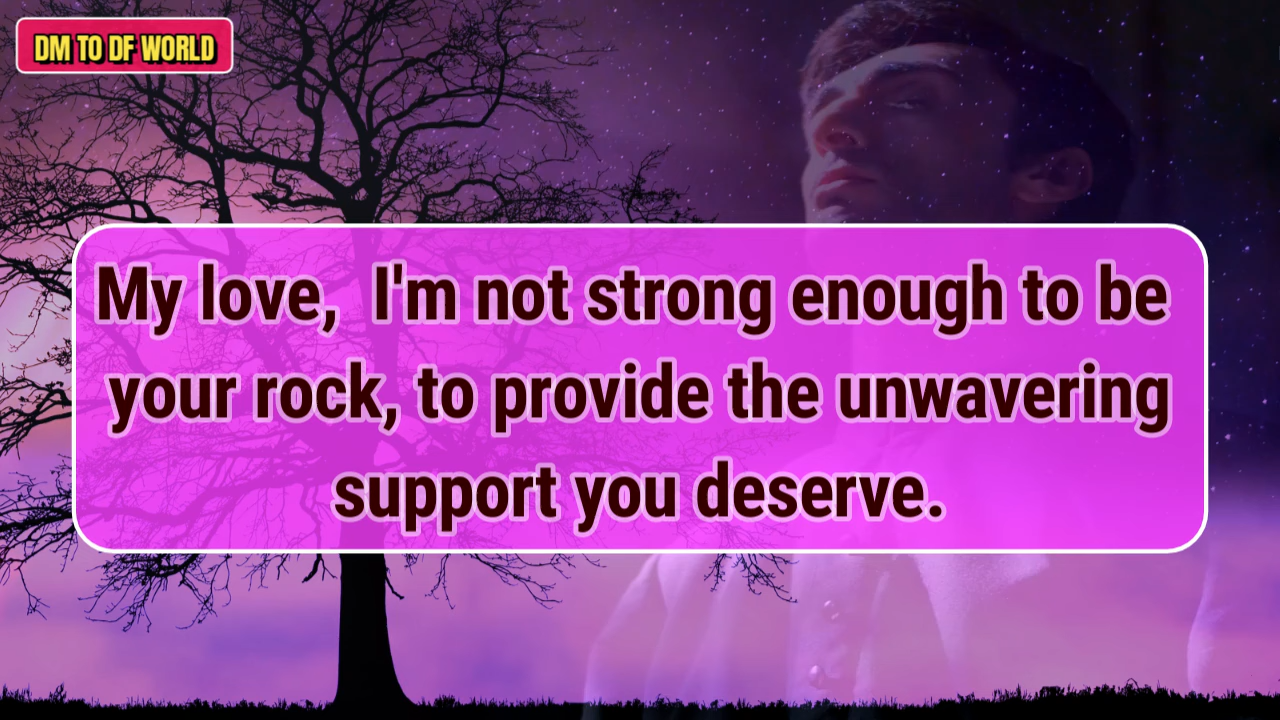 DM TO DF WORLD
My love,  I'm not strong enough to be
your rock, to provide the unwavering
support you deserve.